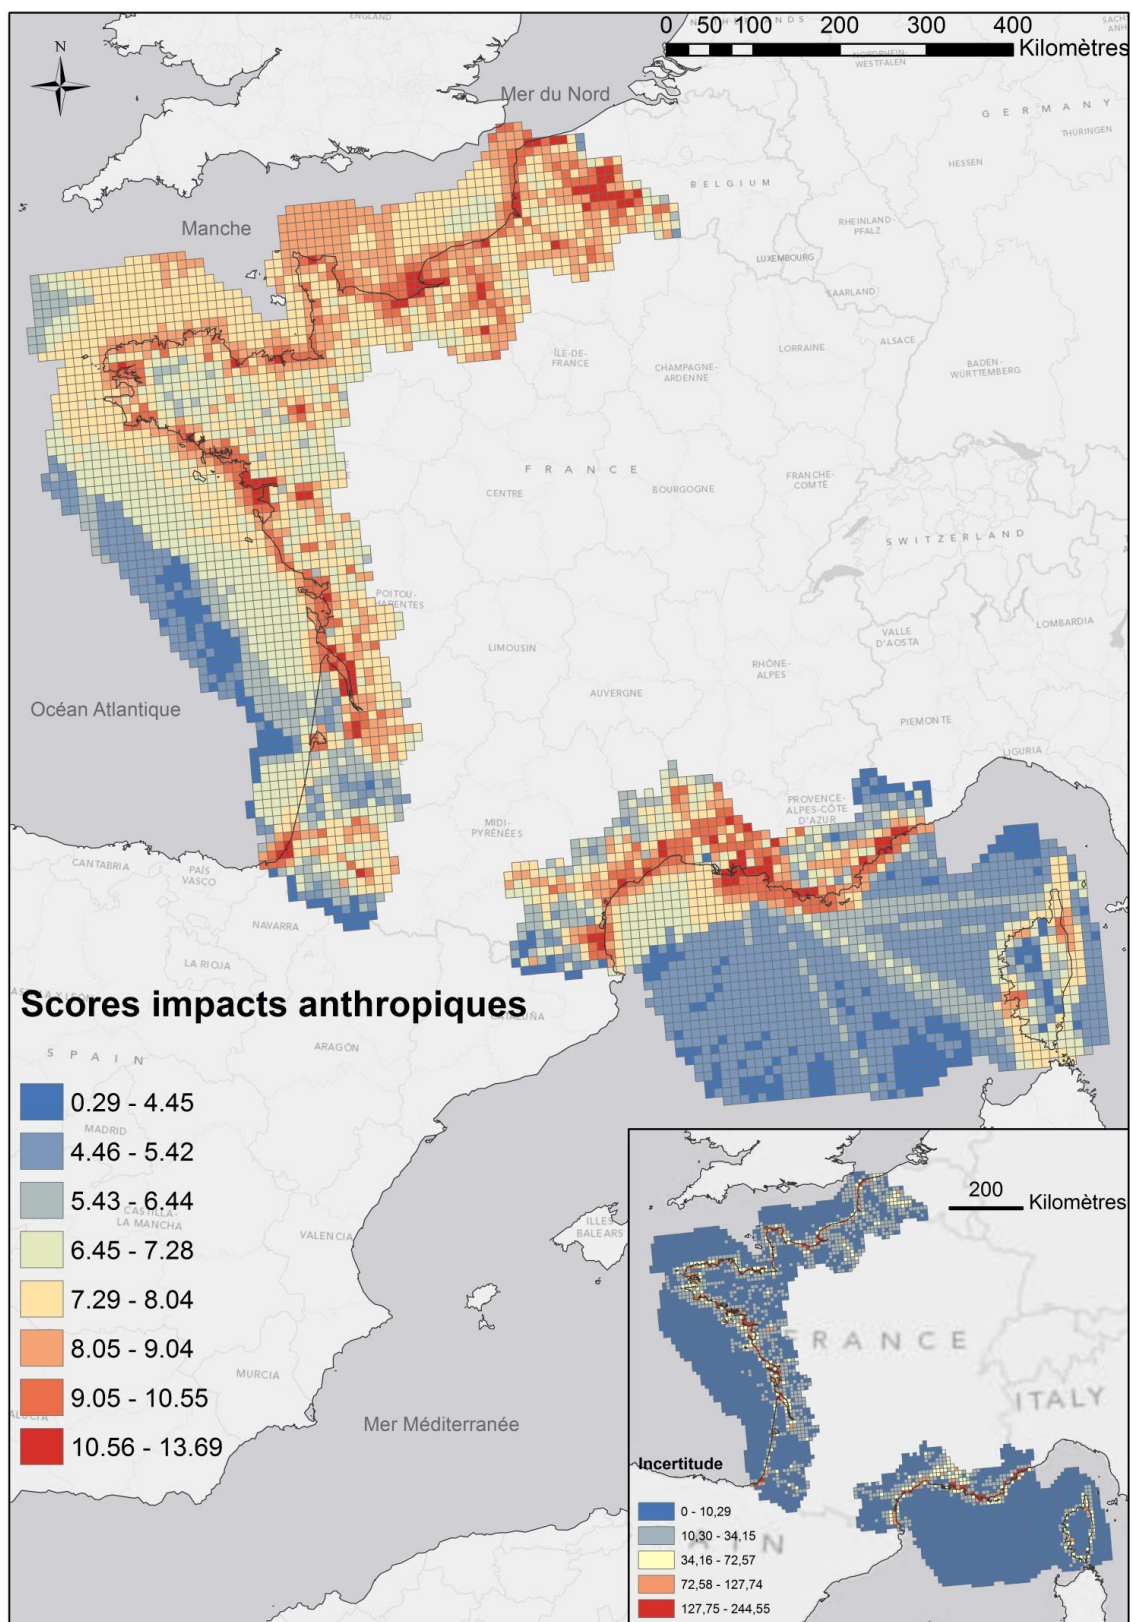 ENGLAND
N
0 50 100 200 300 400
Kilomètres
NORDRHEIN-
WESTFALEN
Mer du Nord
GERMANY
THÜRINGEN
HESSEN
BELGIUM
Manche
RHEINLAND-
PFALZ
LUXEMBOURG
SAARLAND
ÎLE-DE-
FRANCE
CHAMPAGNE-
ARDENNE
LORRAINE
ALSACE
BADEN-
WÜRTTEMBERG
FRANCE
CENTRE
BOURGOGNE
FRANCHE-
COMTÉ
SWITZERLAND
POITOU-
LIMOUSIN
RHÔNE-
ALPES
VALLE
D'AOSTA
LOMBARDIA
AUVERGNE
Océan Atlantique
PIEMONTE
LIGURIA
MIDI-
PYRÉNÉES
PROVENCE-
ALPES-CÔTE
D'AZUR
CANTABRIA
PAÍS
VASCO
NAVARRA
LA RIOJA
Scores impacts anthropiques
SPAIN
ARAGÓN
0.29 - 4.45
MADRID
4.46 - 5.42
5.43 - 6.44
CASTILLA-
LA MANCHA
6.45 - 7.28
VALENCIA
ILLES
BALEARS
7.29 - 8.04
8.05 - 9.04
MURCIA
9.05 - 10.55
Mer Méditerranée
10.56 - 13.69
200
Kilomètres
FRANCE
ITALY
Incertitude
0 - 10,29
10,30 - 34,15
34,16 - 72,57
72,58 - 127,74
127,75 - 244,55